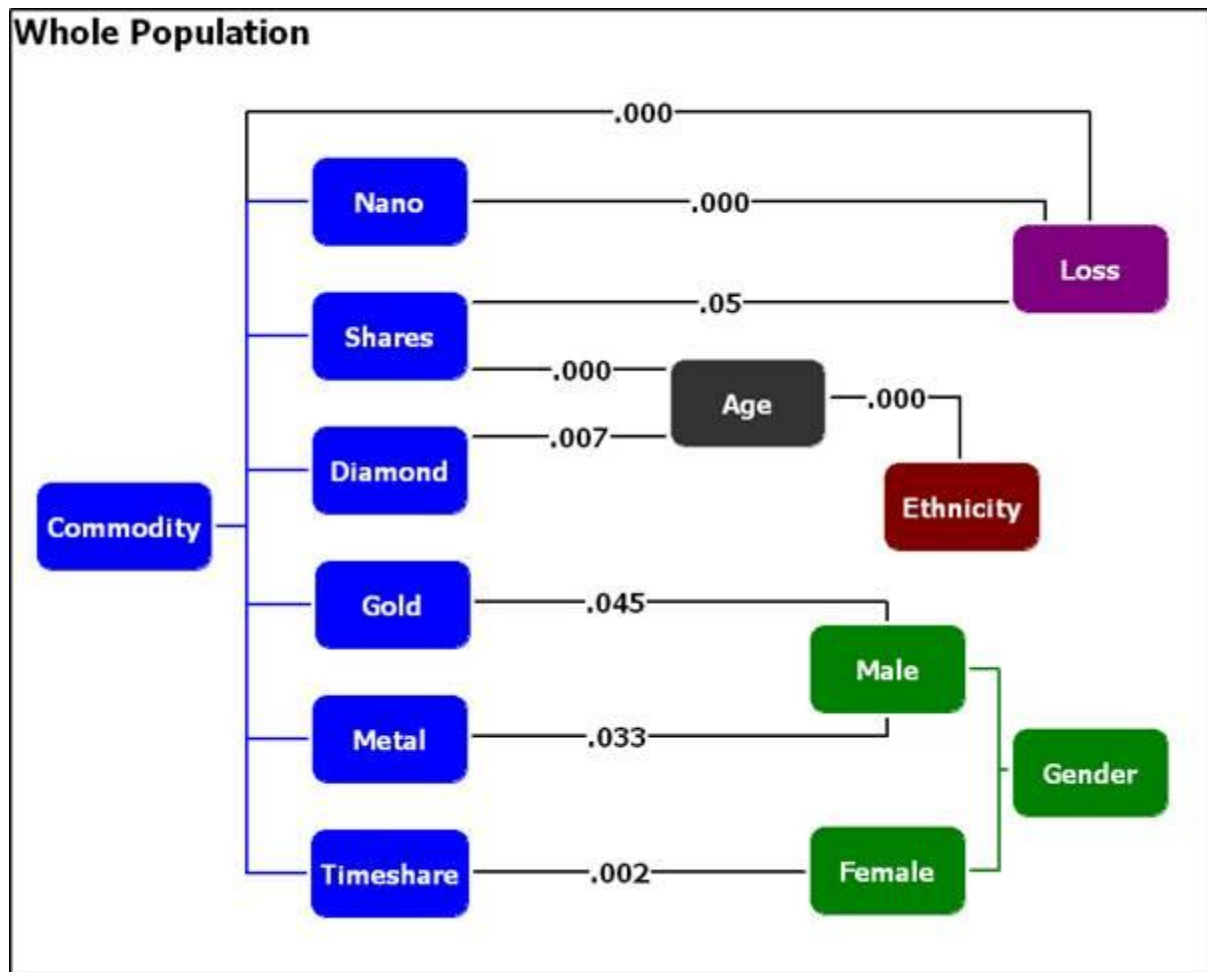 Whole Population
.000
Nano
.000
Loss
Shares
.05
.000
Age
.000
Diamond
.007
Ethnicity
Commodity
Gold
.045
Male
Metal
.033
Gender
Timeshare
.002
Female